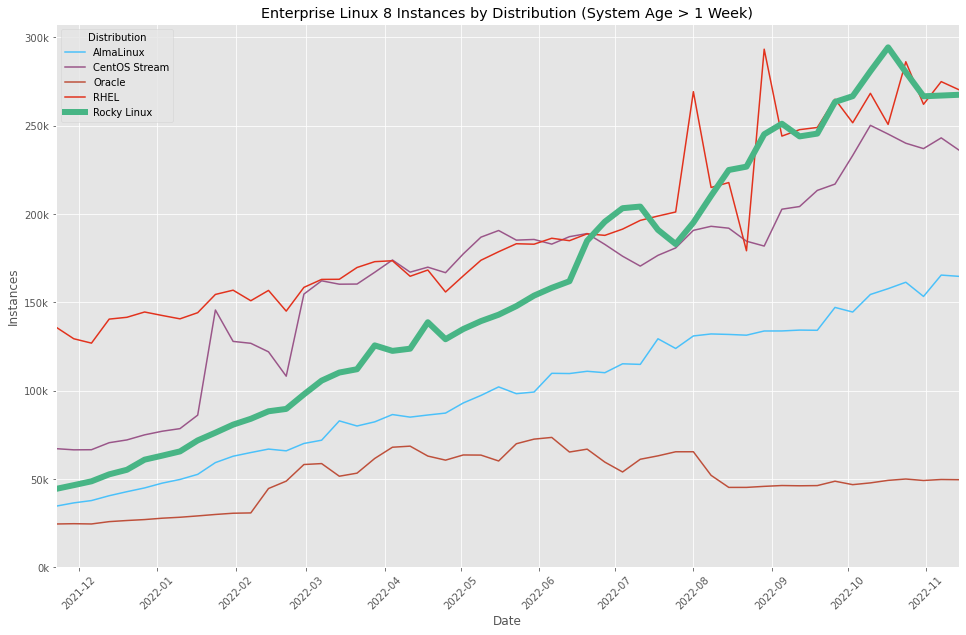 Enterprise Linux 8 Instances by Distribution (System Age > 1 Week)
Distribution
AlmaLinux
CentOS Stream
Oracle
RHEL
Rocky Linux
300k
250k
200k
150k
100k
50k
0k
Instances
2021-12
2022-01
2022-02
2022-03
2022-04
2022-05
2022-06
2022-07
2022-08
2022-09
2022-10
2022-11
Date